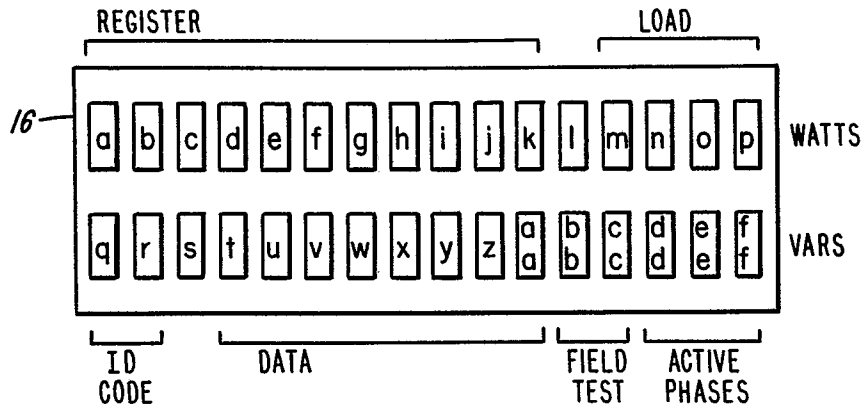 REGISTER LOAD
16
a b c d e f g h i j k l m n o p WATTS
q r s t u v w x y z aa bb cc dd ee ff VARS
ID CODE DATA FIELD TEST ACTIVE PHASES